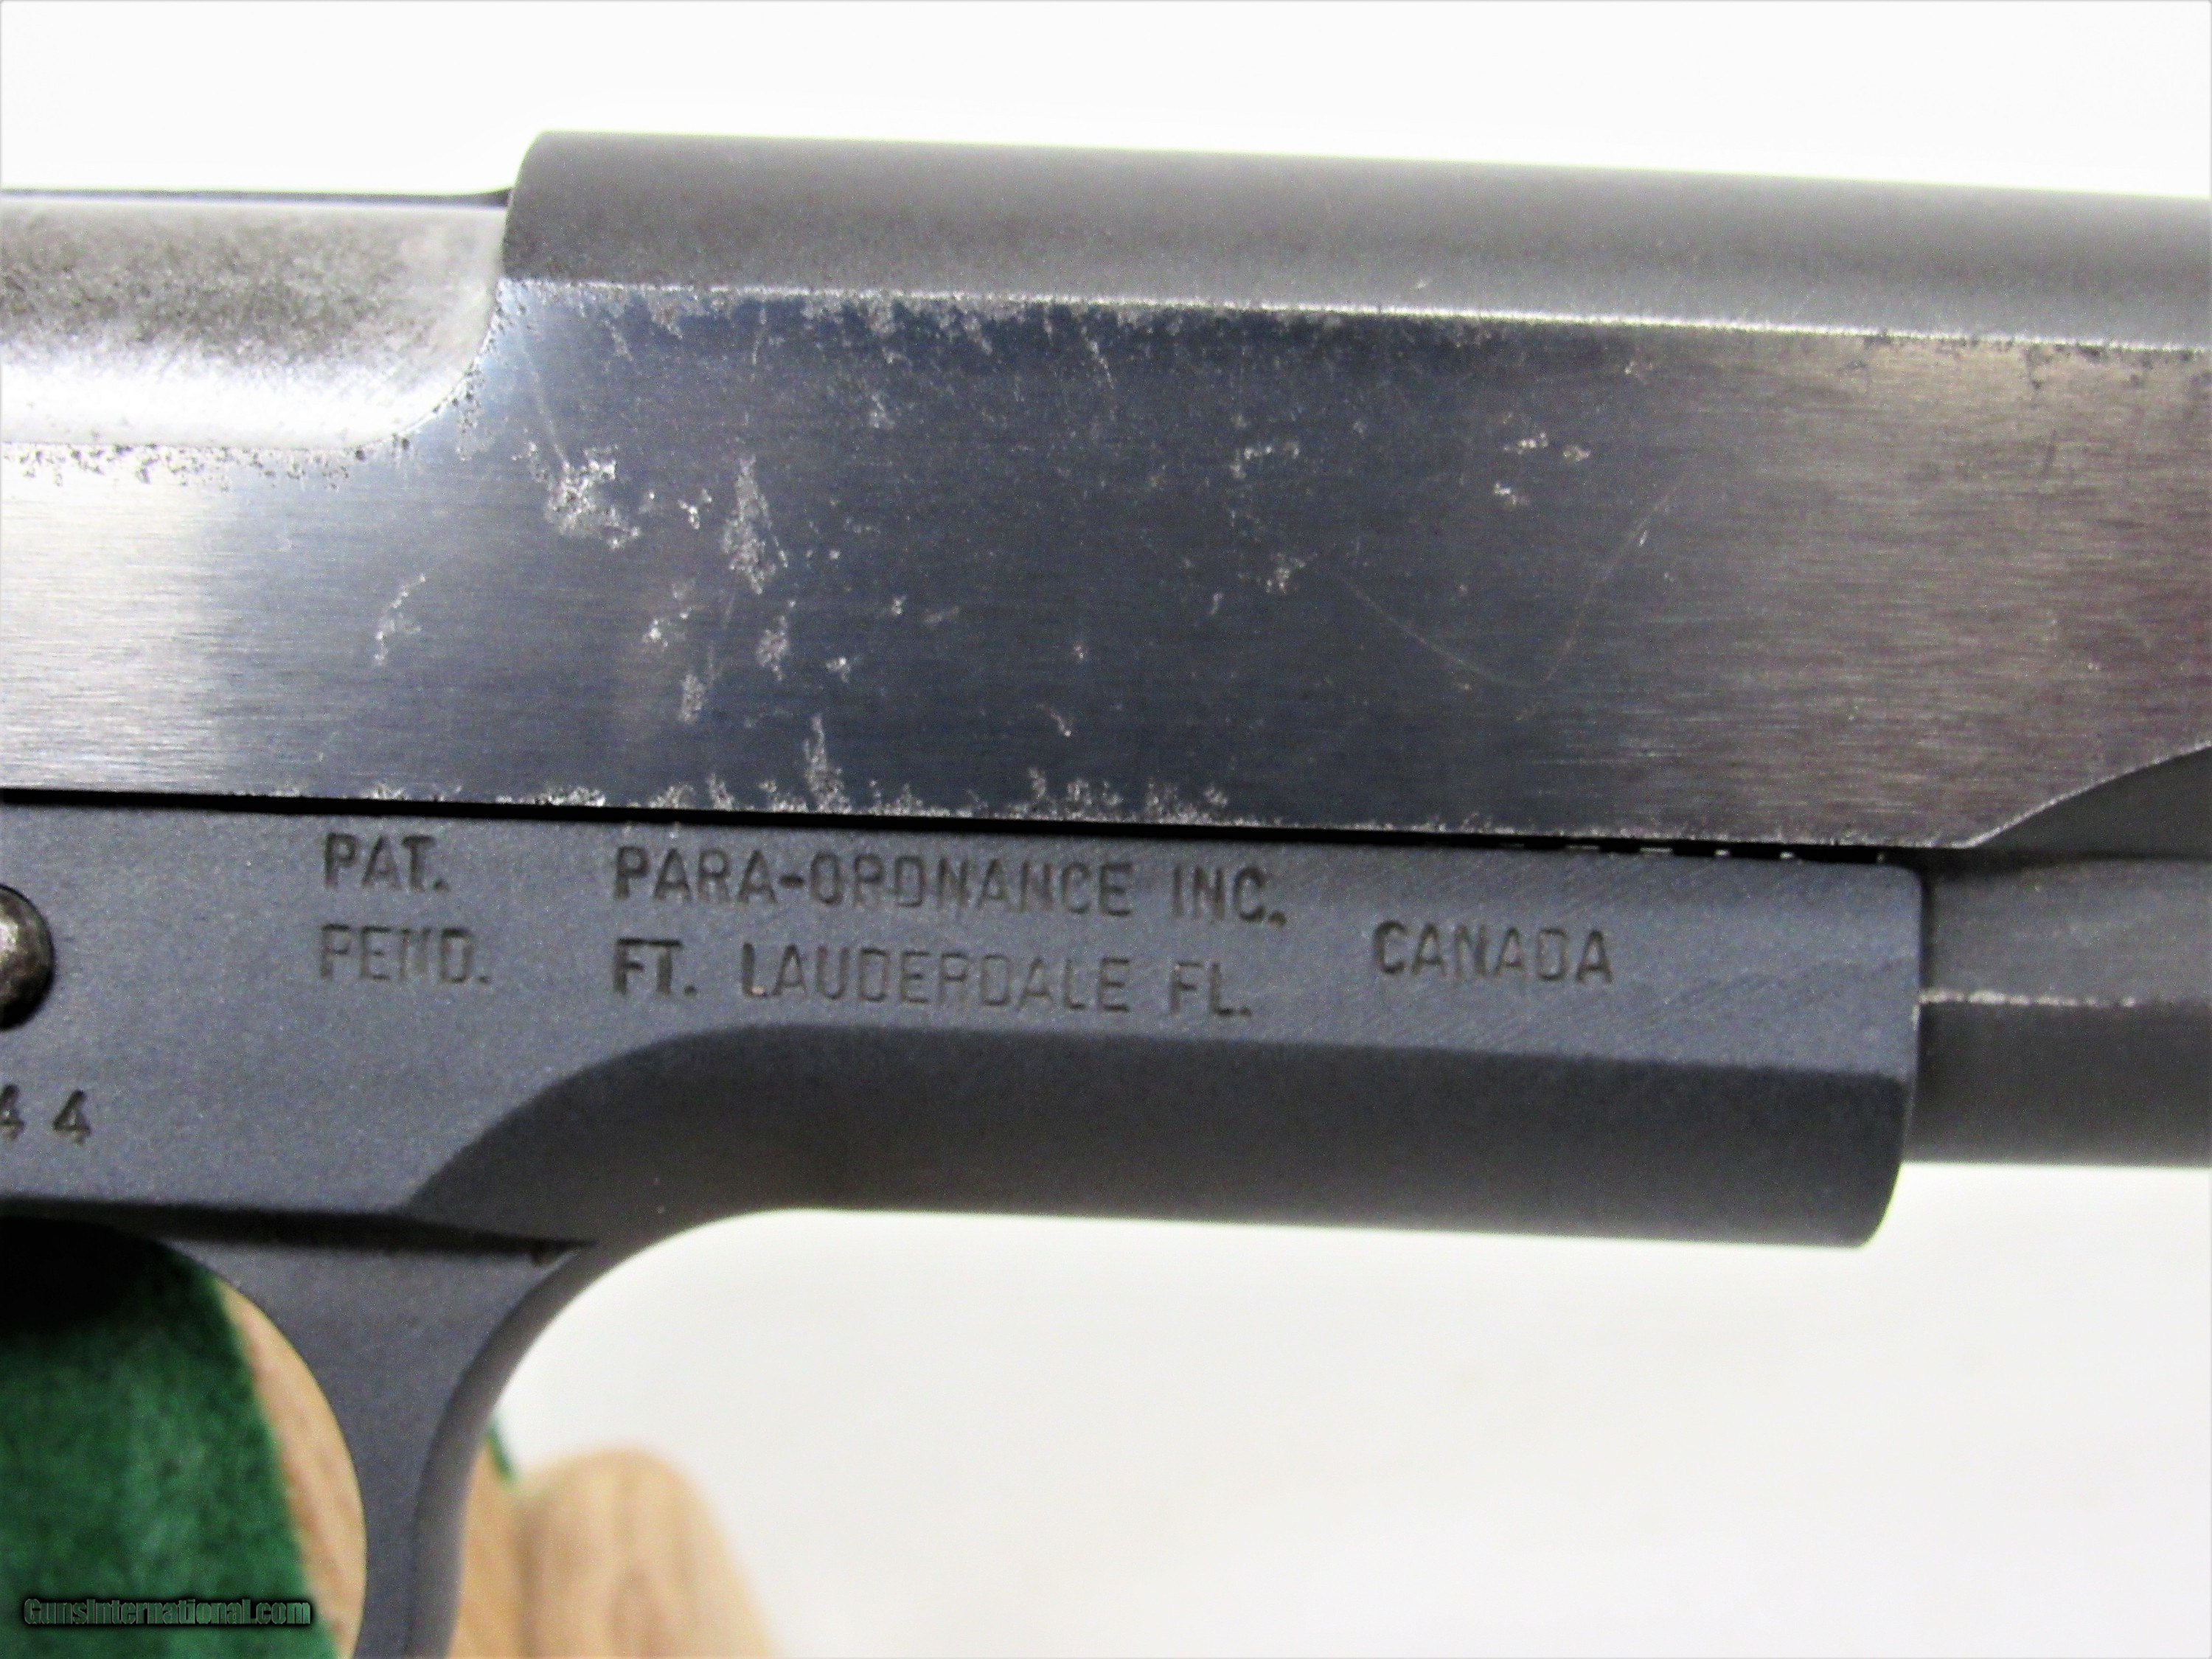 PAT.
PEND.
PARA-ORDNANCE INC.
FT. LAUDERDALE FL.
CANADA
44
GunsInternational.com